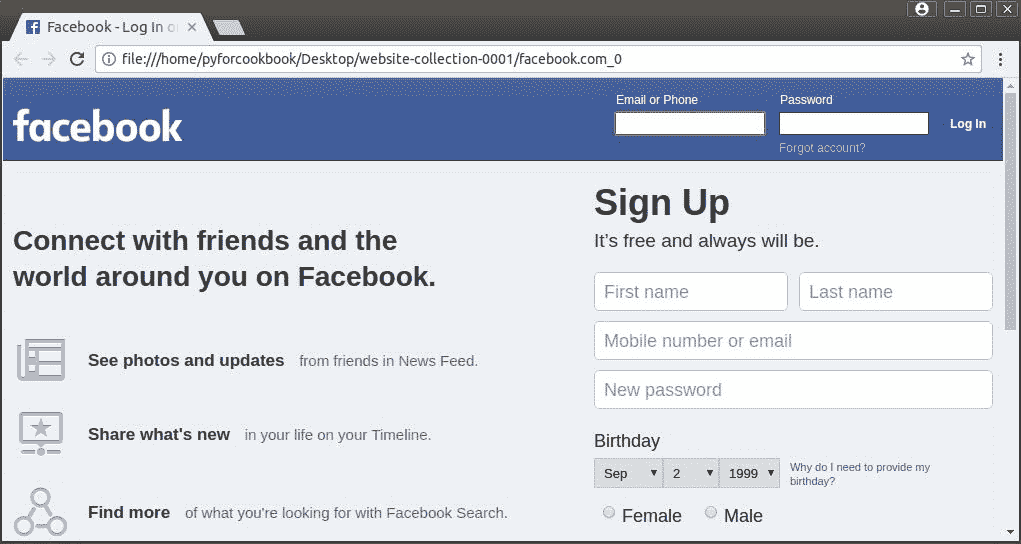 Facebook - Log In o
file:///home/pyforcookbook/Desktop/website-collection-0001/facebook.com_0
facebook
Email or Phone
Password
Log In
Forgot account?
Connect with friends and the
world around you on Facebook.
See photos and updates from friends in News Feed.
Share what's new in your life on your Timeline.
Find more of what you're looking for with Facebook Search.
Sign Up
It’s free and always will be.
First name
Last name
Mobile number or email
New password
Birthday
Sep 2 1999
Why do I need to provide my
birthday?
Female Male